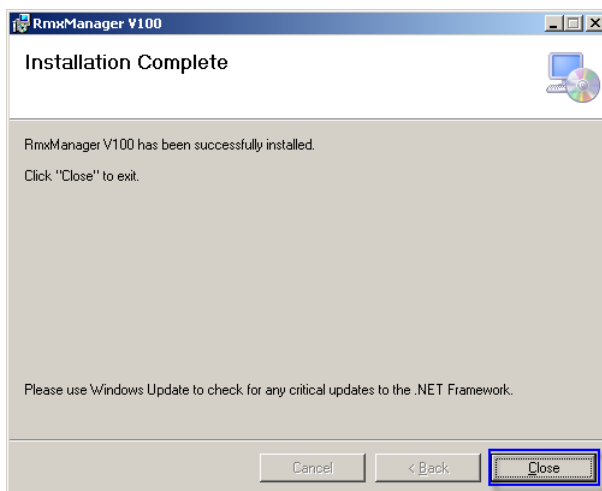 RmxManager V100
Installation Complete
RmxManager V100 has been successfully installed.
Click "Close" to exit.
Please use Windows Update to check for any critical updates to the .NET Framework.
Cancel
< Back
Close